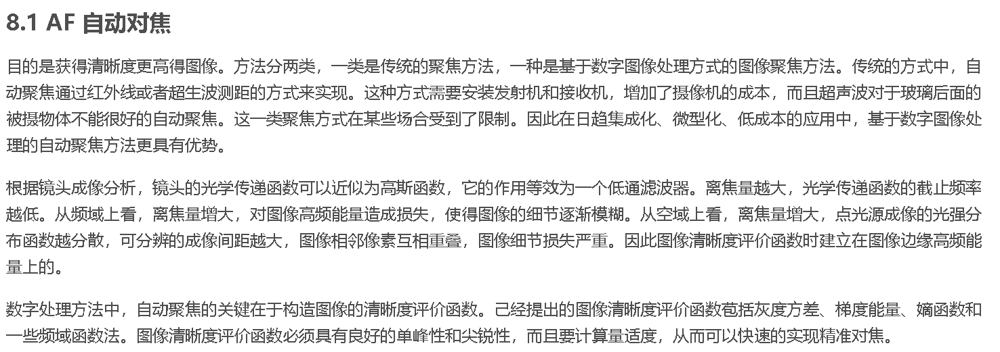 8.1 AF 自动对焦
目的是获得清晰度更高得图像。方法分两类，一类是传统的聚焦方法，一种是基于数字图像处理方式的图像聚焦方法。传统的方式中，自
动聚焦通过红外线或者超生波测距的方式来实现。这种方式需要安装发射机和接收机，增加了摄像机的成本，而且超声波对于玻璃后面的
被摄物体不能很好的自动聚焦。这一类聚焦方式在某些场合受到了限制。因此在日趋集成化、微型化、低成本的应用中，基于数字图像处
理的自动聚焦方法更具有优势。
根据镜头成像分析，镜头的光学传递函数可以近似为高斯函数，它的作用等效为一个低通滤波器。离焦量越大，光学传递函数的截止频率
越低。从频域上看，离焦量增大，对图像高频能量造成损失，使得图像的细节逐渐模糊。从空域上看，离焦量增大，点光源成像的光强分
布函数越分散，可分辨的成像间距越大，图像相邻像素互相重叠，图像细节损失严重。因此图像清晰度评价函数时建立在图像边缘高频能
量上的。
数字处理方法中，自动聚焦的关键在于构造图像的清晰度评价函数。己经提出的图像清晰度评价函数苞括灰度方差、梯度能量、嫡函数和
一些频域函数法。图像清晰度评价函数必须具有良好的单峰性和尖锐性，而且要计算量适度，从而可以快速的实现精准对焦。